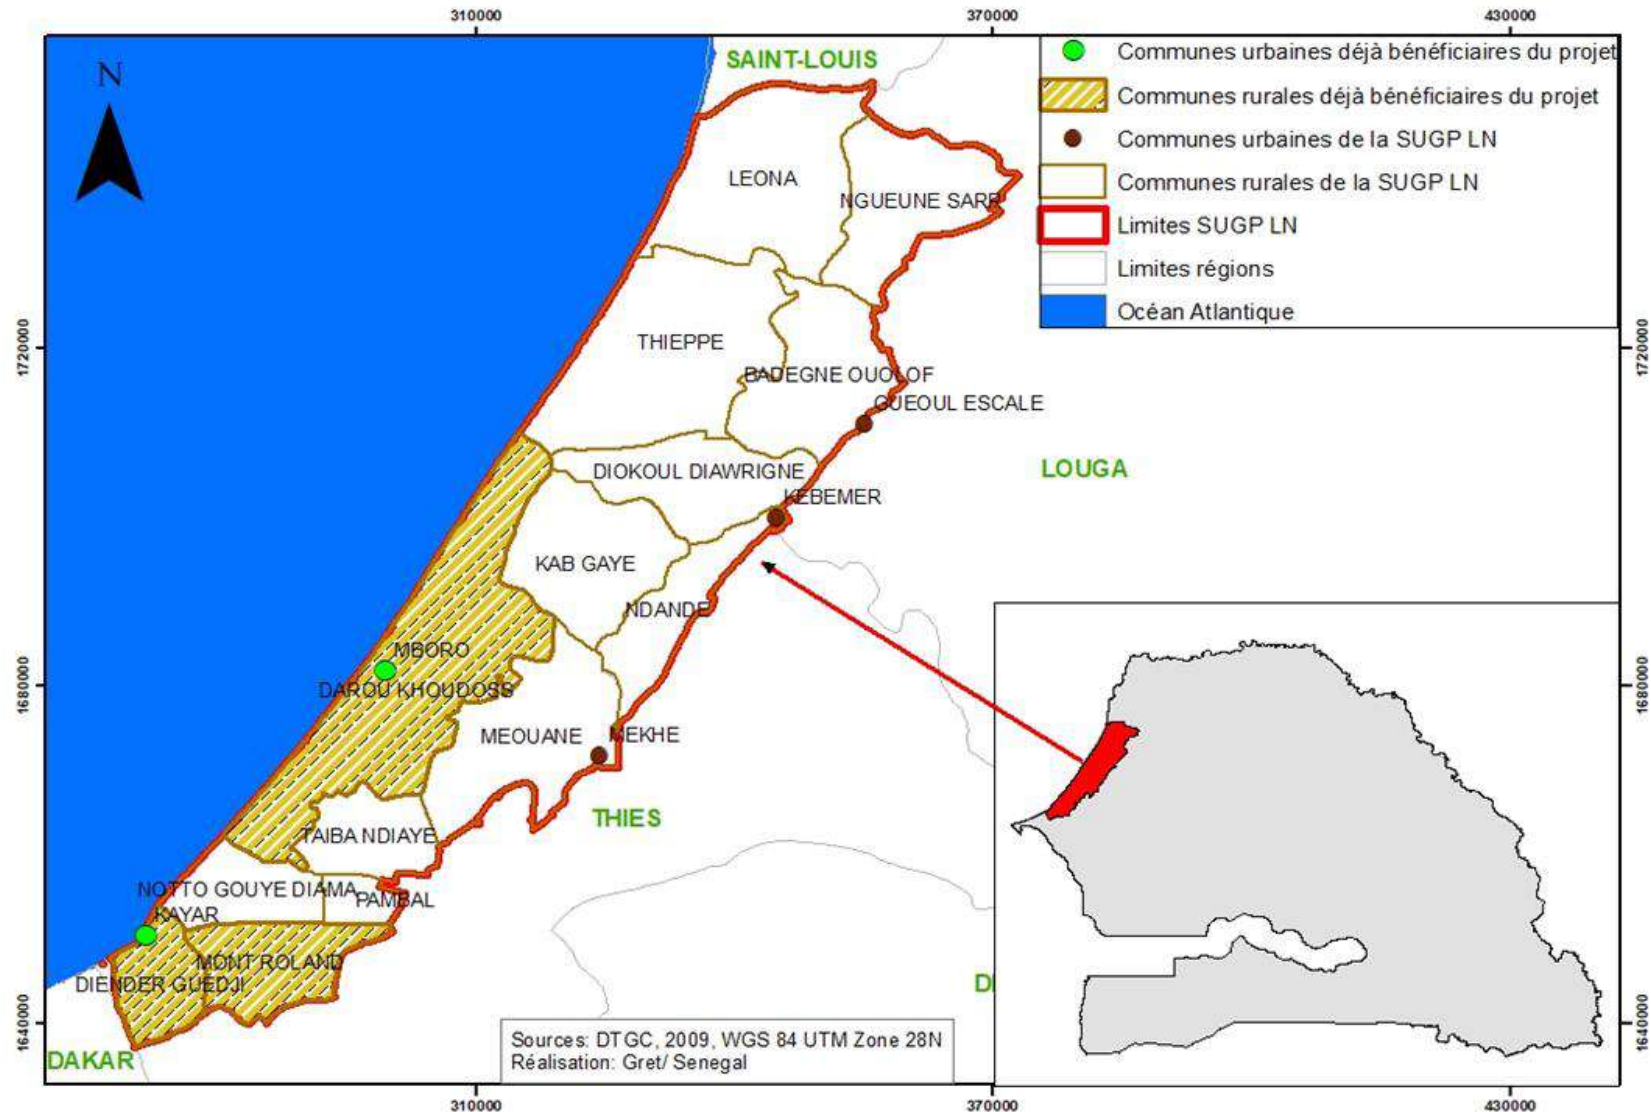 310000
370000
430000
N
SAINT-LOUIS
Communes urbaines déjà bénéficiaires du projet
Communes rurales déjà bénéficiaires du projet
Communes urbaines de la SUGP LN
Communes rurales de la SUGP LN
Limites SUGP LN
Limites régions
Océan Atlantique
LEONA
NGUEUNE SARR
1720000
THIEPPE
1720000
BADEGNE OUOLOF
GUEOUL ESCALE
DIOKOUL DIAWRIGNE
LOUGA
KEBEMER
KAB GAYE
NDANDE
MBORO
1680000
DAROU KHOUDOSS
1680000
MEOUANE
MEKHE
THIES
TAIBA NDIAYE
NOTTO GOUYE DIAMA
PAMBAL
KAYAR
MONT ROLAND
DIENDER GUEDJI
D
1640000
1640000
Sources: DTGC, 2009, WGS 84 UTM Zone 28N
Réalisation: Gret/ Senegal
DAKAR
310000
370000
430000